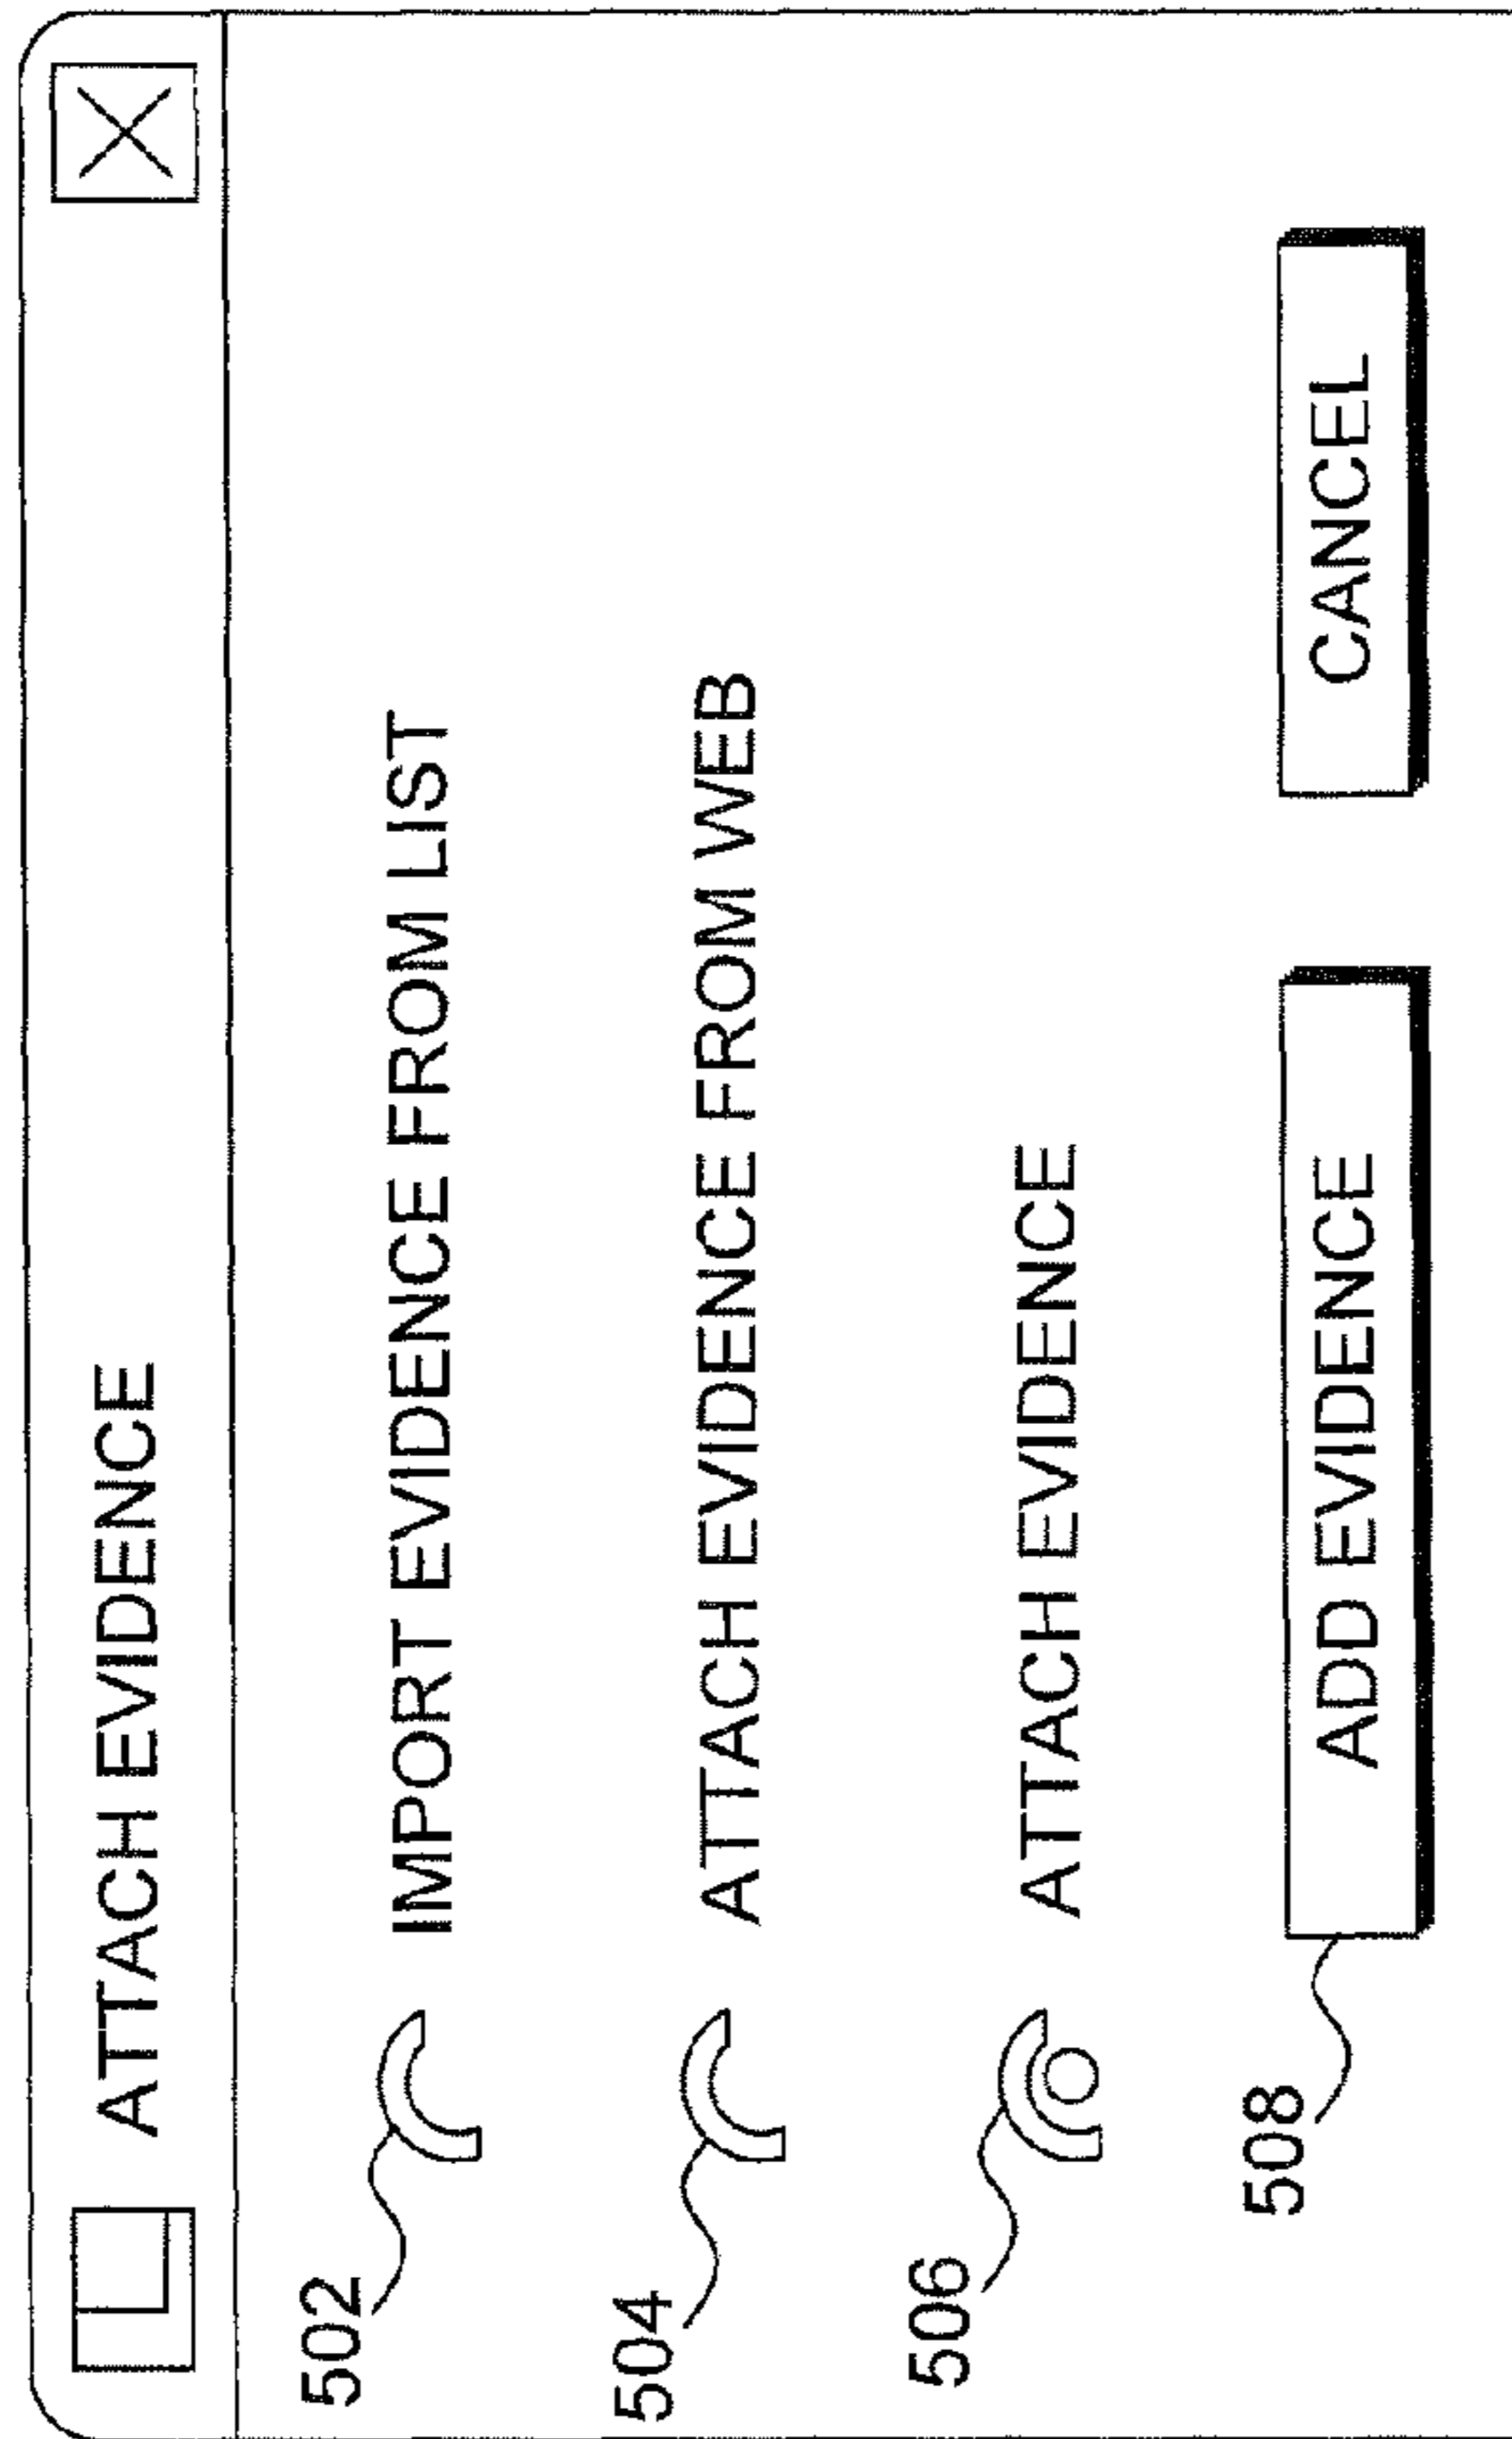 ATTACH EVIDENCE
502 IMPORT EVIDENCE FROM LIST
504 ATTACH EVIDENCE FROM WEB
506 ATTACH EVIDENCE
508 ADD EVIDENCE CANCEL